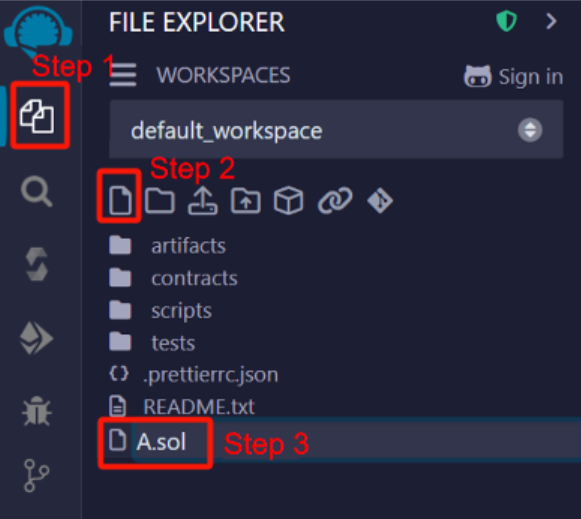 FILE EXPLORER
Step 1
WORKSPACES
Sign in
default_workspace
Step 2
artifacts
contracts
scripts
tests
.prettierrc.json
README.txt
A.sol
Step 3